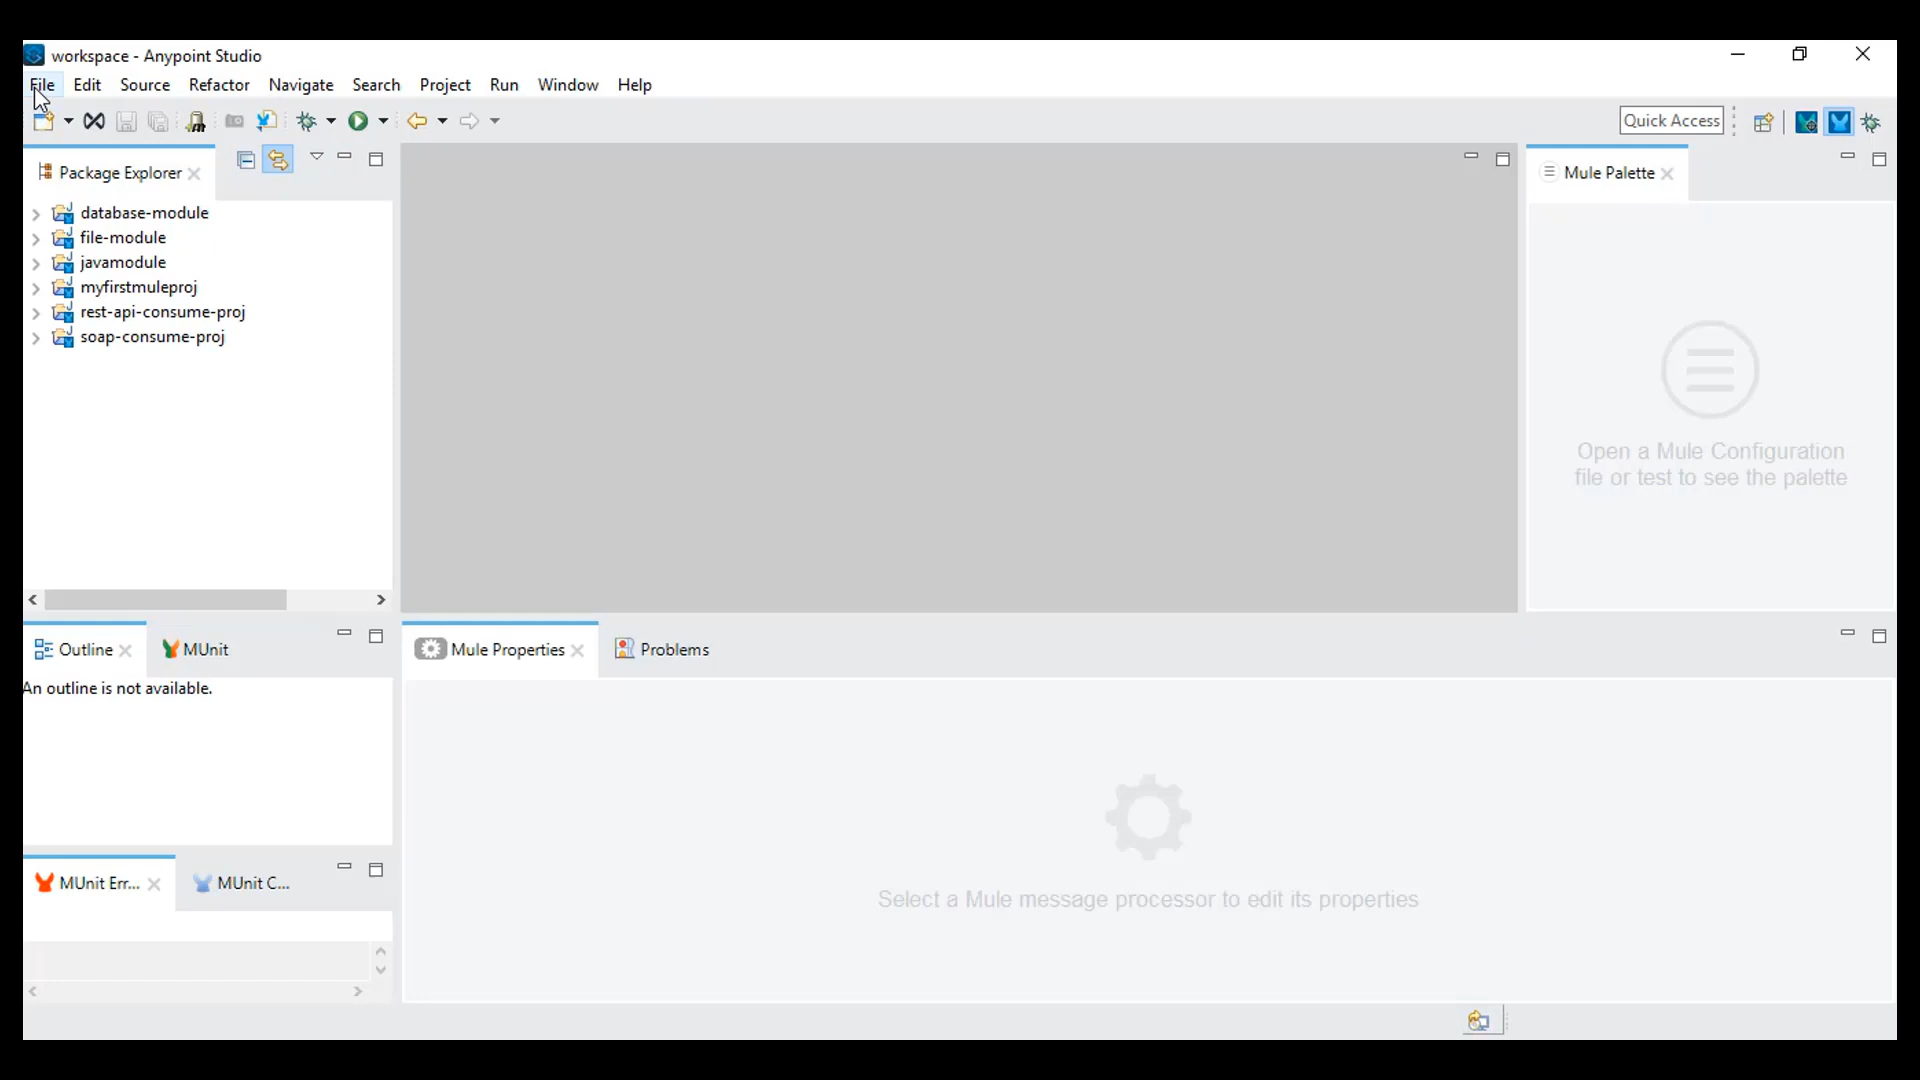 workspace - Anypoint Studio
File Edit Source Refactor Navigate Search Project Run Window Help
Quick Access
Package Explorer
database-module
file-module
javamodule
myfirstmuleproj
rest-api-consume-proj
soap-consume-proj
Mule Palette
Open a Mule Configuration
file or test to see the palette
Outline
MUnit
An outline is not available.
MUnit Err...
MUnit C...
Mule Properties
Problems
Select a Mule message processor to edit its properties